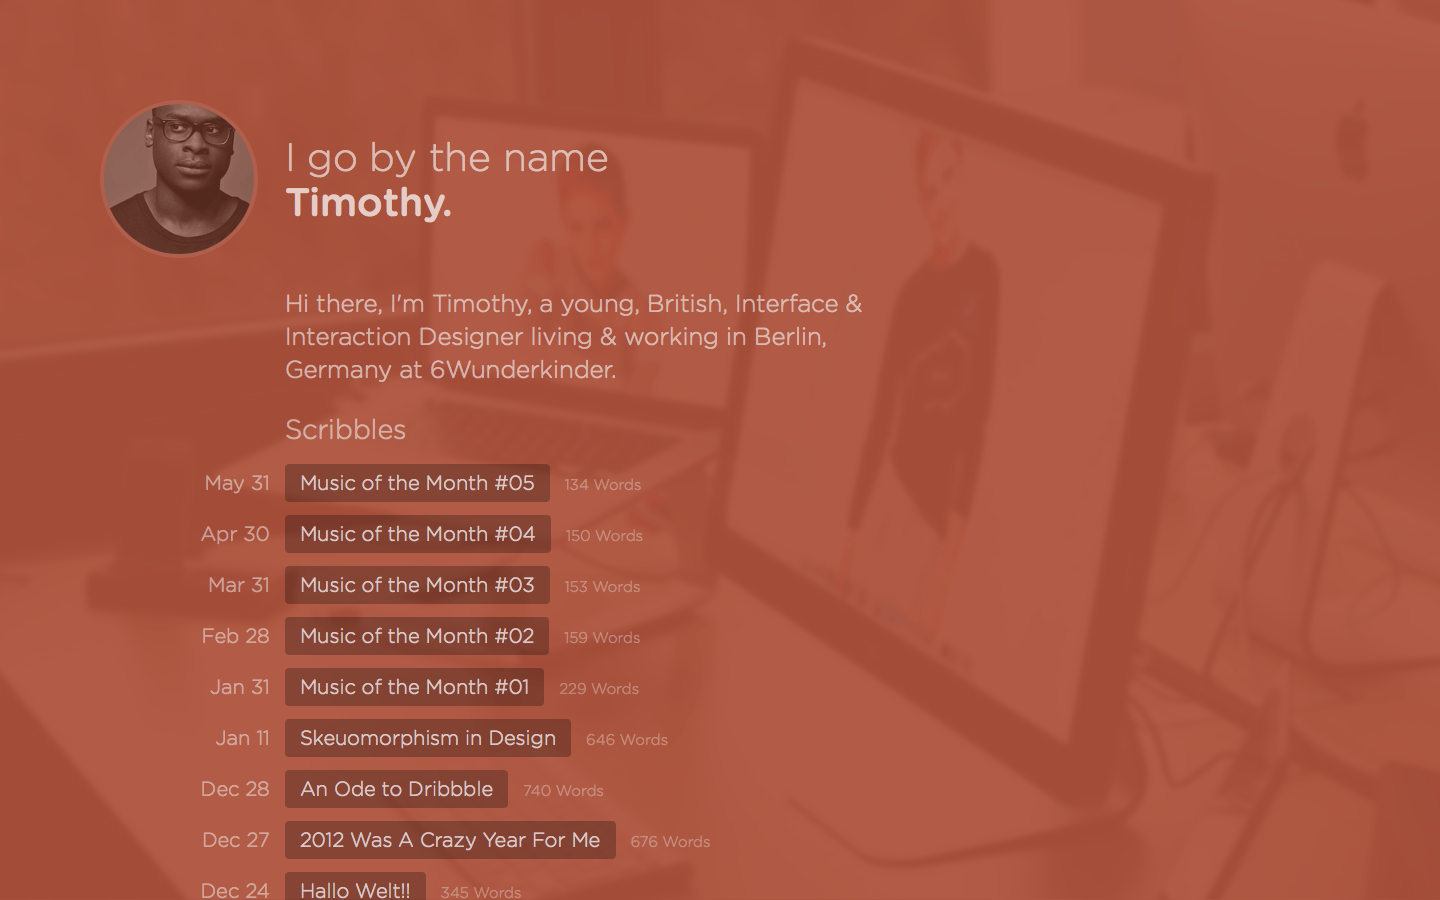 I go by the name
Timothy.
Hi there, I'm Timothy, a young, British, Interface &
Interaction Designer living & working in Berlin,
Germany at 6Wunderkinder.
Scribbles
May 31 Music of the Month #05 134 Words
Apr 30 Music of the Month #04 150 Words
Mar 31 Music of the Month #03 153 Words
Feb 28 Music of the Month #02 159 Words
Jan 31 Music of the Month #01 229 Words
Jan 11 Skeuomorphism in Design 646 Words
Dec 28 An Ode to Dribbble 740 Words
Dec 27 2012 Was A Crazy Year For Me 676 Words
Dec 24 Hallo Welt!! 345 Words